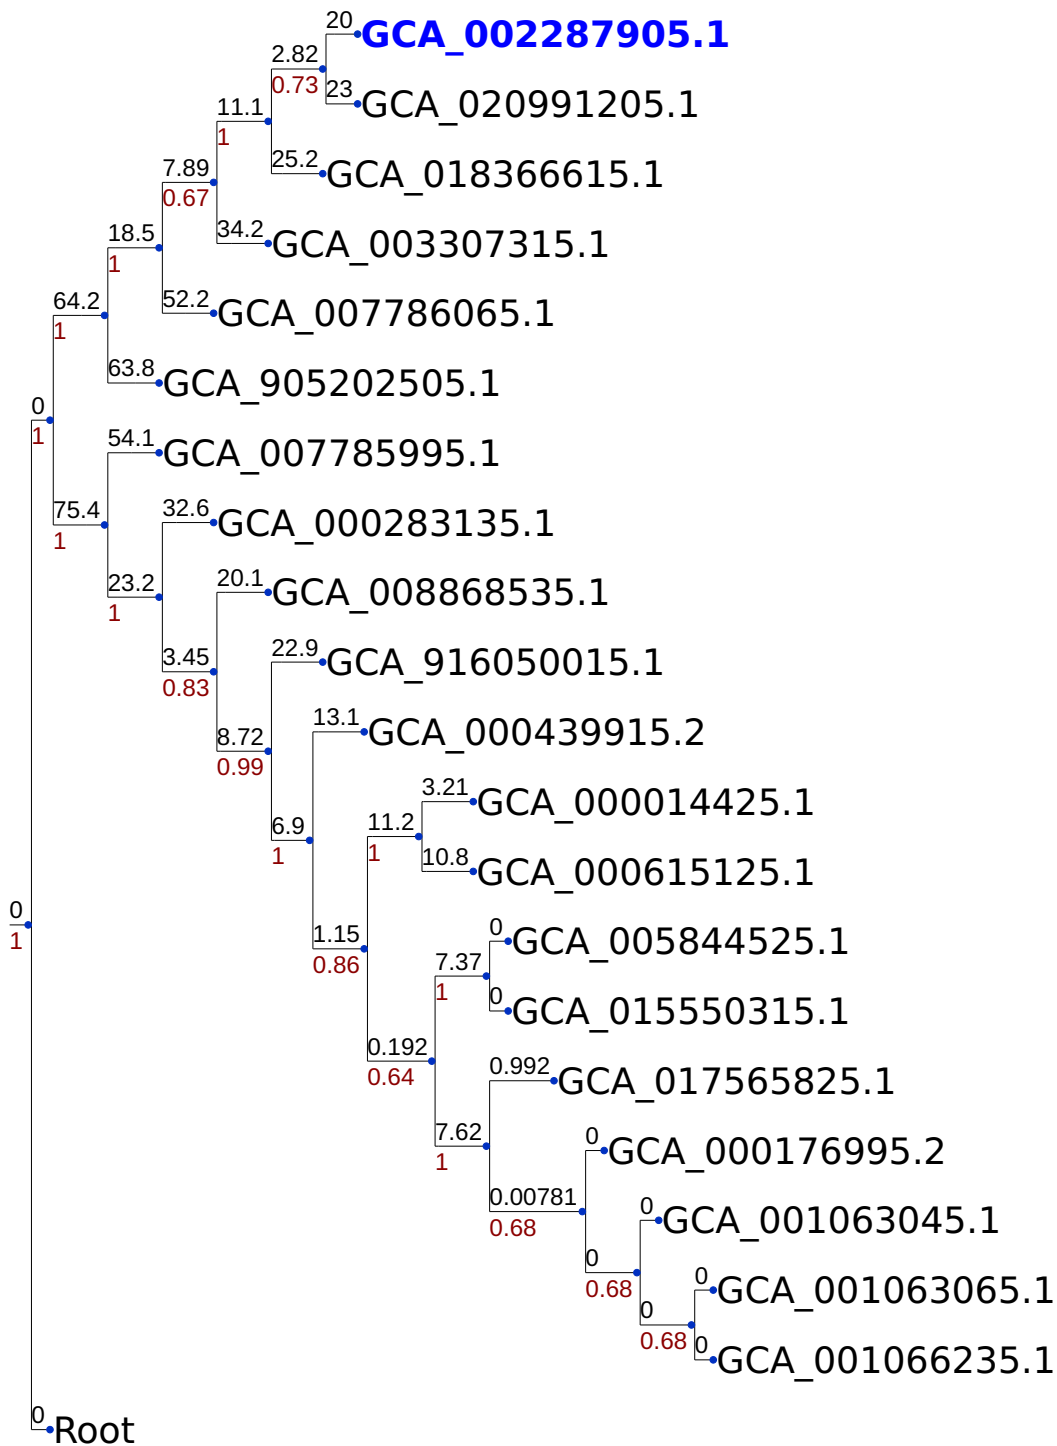 20
GCA_002287905.1
2.82
0.73
23
GCA_020991205.1
11.1
1
25.2
GCA_018366615.1
7.89
0.67
34.2
GCA_003307315.1
18.5
1
52.2
GCA_007786065.1
64.2
1
63.8
GCA_905202505.1
0
1
54.1
GCA_007785995.1
75.4
1
32.6
GCA_000283135.1
23.2
1
20.1
GCA_008868535.1
3.45
0.83
22.9
GCA_916050015.1
8.72
0.99
13.1
GCA_000439915.2
6.9
1
3.21
GCA_000014425.1
11.2
1
10.8
GCA_000615125.1
0
1
1.15
0.86
0
GCA_005844525.1
7.37
1
0
GCA_015550315.1
0.192
0.64
0.992
GCA_017565825.1
7.62
1
0
GCA_000176995.2
0.00781
0.68
0
GCA_001063045.1
0
0.68
0
GCA_001063065.1
0
0.68
0
GCA_001066235.1
0
Root